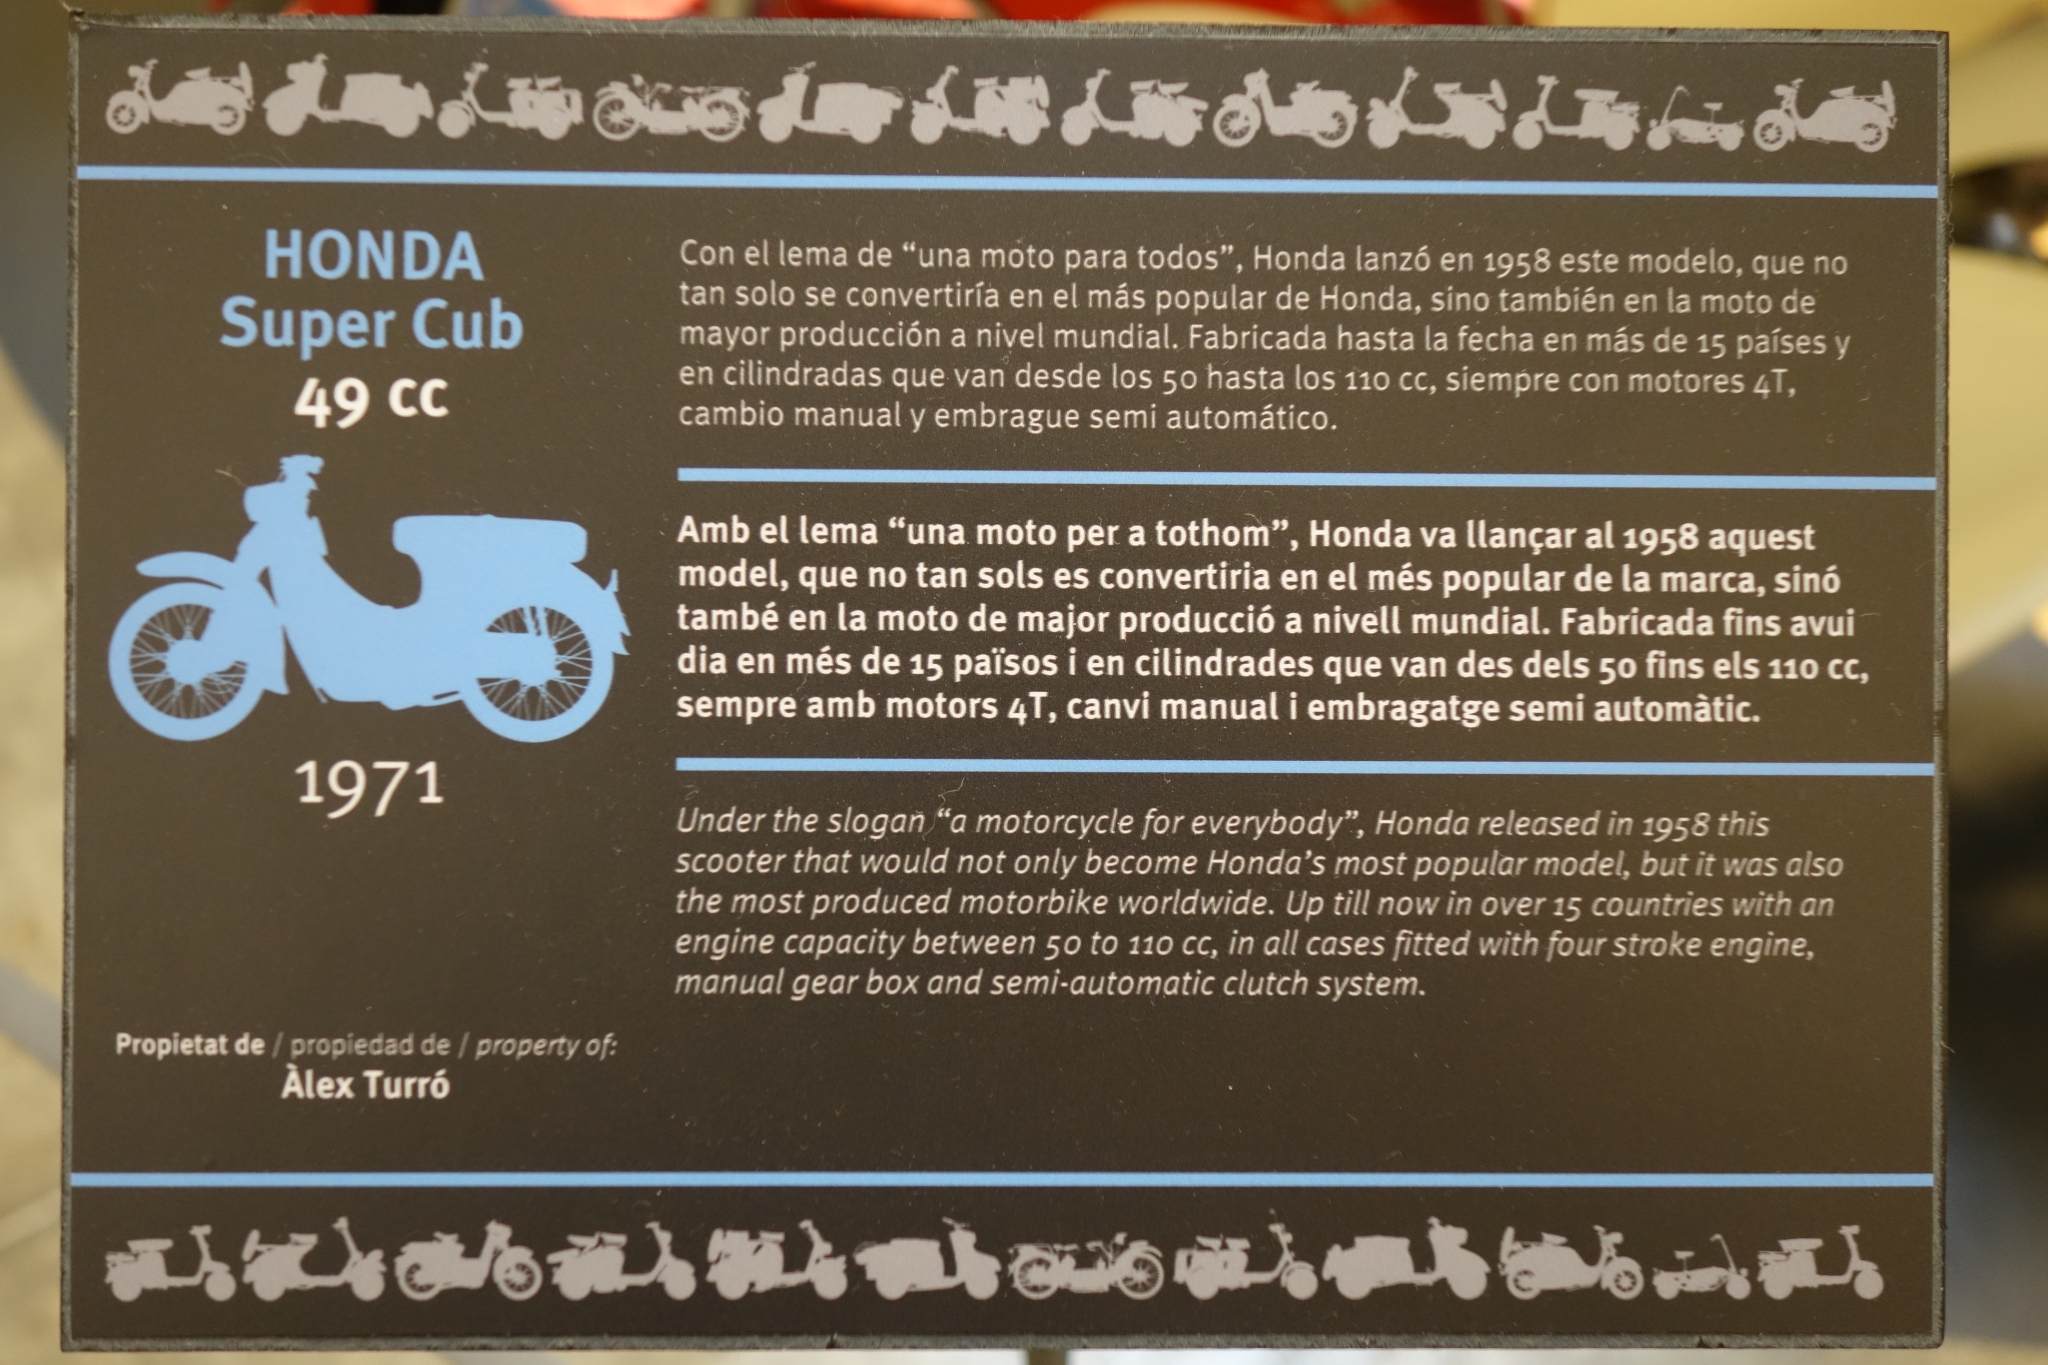 HONDA
Super Cub
49 cc
1971
Propietat de / propiedad de / property of:
Àlex Turró
Con el lema de “una moto para todos”, Honda lanzó en 1958 este modelo, que no
tan solo se convertiría en el más popular de Honda, sino también en la moto de
mayor producción a nivel mundial. Fabricada hasta la fecha en más de 15 países y
en cilindradas que van desde los 50 hasta los 110 cc, siempre con motores 4T,
cambio manual y embrague semi automático.
Amb el lema “una moto per a tothom”, Honda va llançar al 1958 aquest
model, que no tan sols es convertiria en el més popular de la marca, sinó
també en la moto de major producció a nivell mundial. Fabricada fins avui
dia en més de 15 països i en cilindrades que van des dels 50 fins els 110 cc,
sempre amb motors 4T, canvi manual i embragatge semi automàtic.
Under the slogan “a motorcycle for everybody”, Honda released in 1958 this
scooter that would not only become Honda’s most popular model, but it was also
the most produced motorbike worldwide. Up till now in over 15 countries with an
engine capacity between 50 to 110 cc, in all cases fitted with four stroke engine,
manual gear box and semi-automatic clutch system.